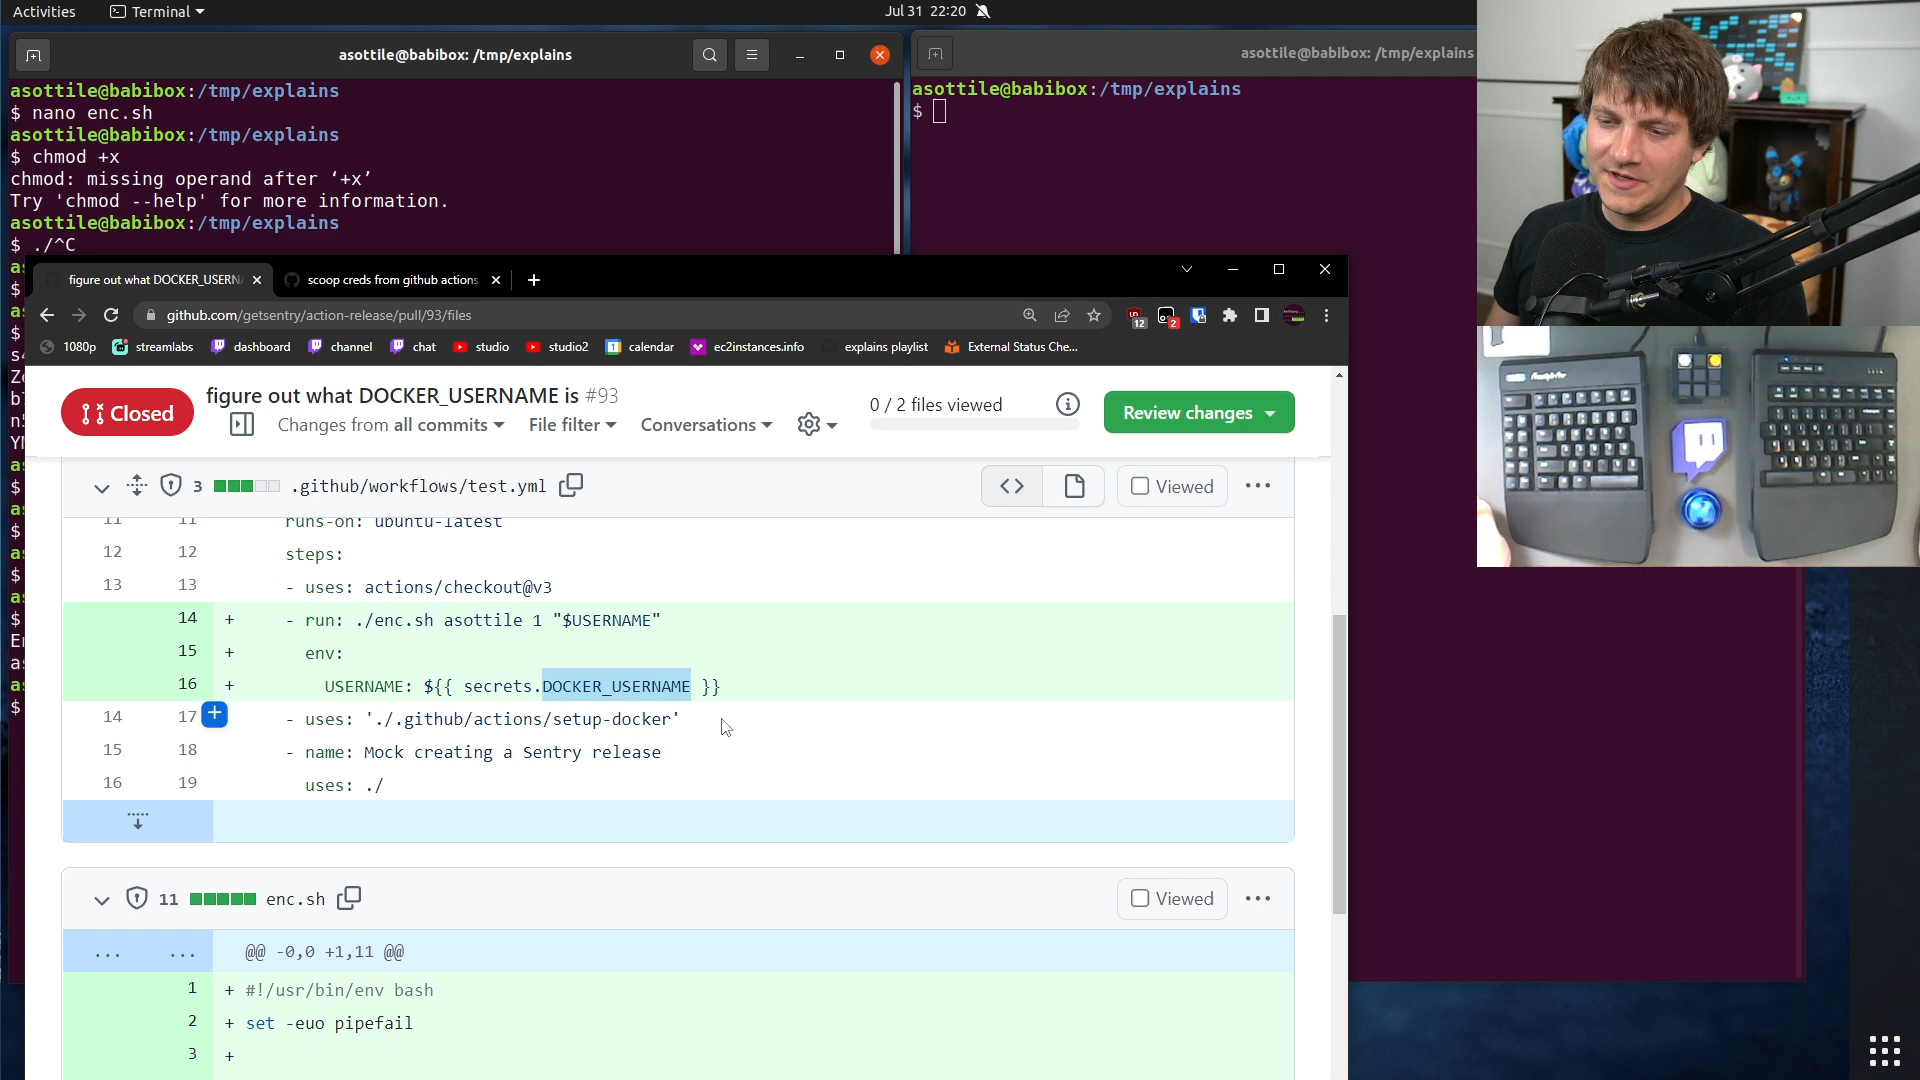 Activities
Terminal
Jul 31 22:20
asottile@babibox: /tmp/explains
asottile@babibox:/tmp/explains
$ nano enc.sh
asottile@babibox:/tmp/explains
$ chmod +x
chmod: missing operand after ‘+x’
Try 'chmod --help' for more information.
asottile@babibox:/tmp/explains
$ ./^C
asottile@babibox: /tmp/explains
asottile@babibox:/tmp/explains
$
figure out what DOCKER_USERN
scoop creds from github actions
github.com/getsentry/action-release/pull/93/files
12
2
1080p
streamlabs
dashboard
channel
chat
studio
studio2
calendar
ec2instances.info
explains playlist
External Status Che...
Closed
figure out what DOCKER_USERNAME is #93
Changes from all commits
File filter
Conversations
0 / 2 files viewed
Review changes
3 .github/workflows/test.yml
Viewed
11 11 runs-on: ubuntu-latest
12 12 steps:
13 13 - uses: actions/checkout@v3
14 + - run: ./enc.sh asottile 1 "$USERNAME"
15 + env:
16 + USERNAME: ${{ secrets.DOCKER_USERNAME }}
14 17 - uses: './.github/actions/setup-docker'
15 18 - name: Mock creating a Sentry release
16 19 uses: ./
11 enc.sh
Viewed
... ... @@ -0,0 +1,11 @@
1 + #!/usr/bin/env bash
2 + set -euo pipefail
3 +